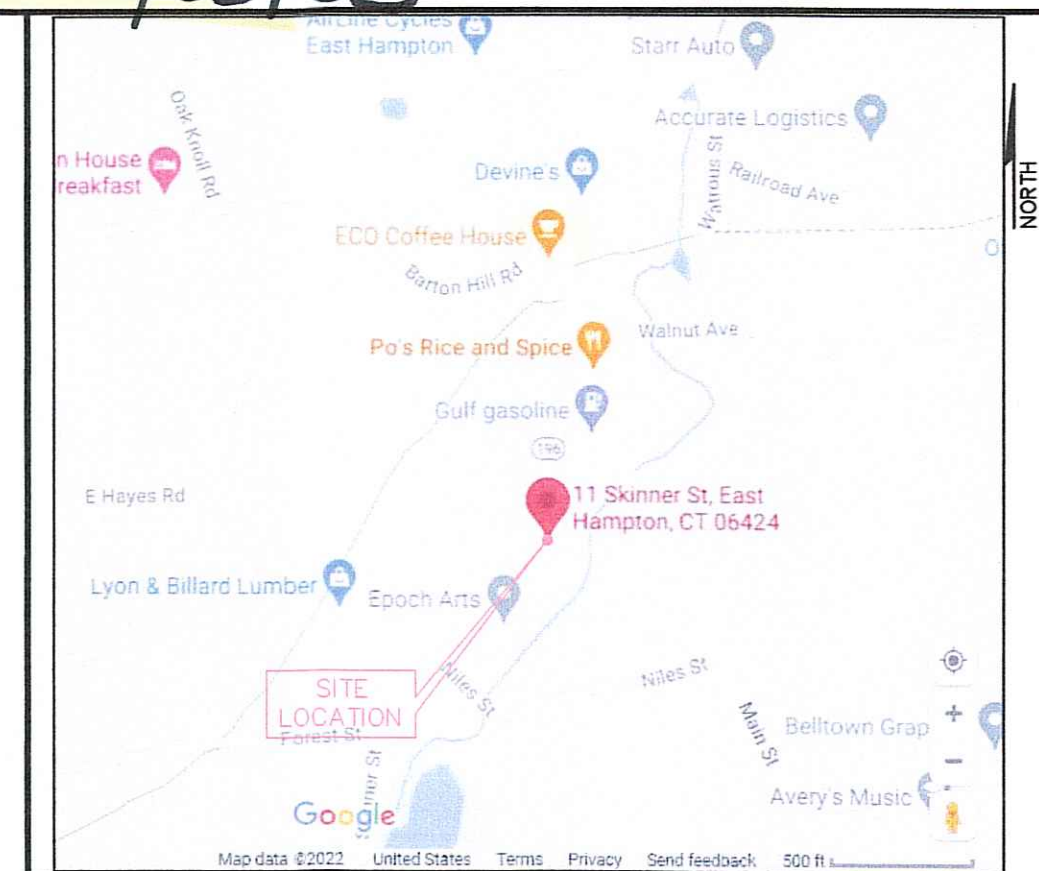 AirLine Cycles
East Hampton
Starr Auto
Oak Knoll Rd
Accurate Logistics
n House
reakfast
Devine's
Watrous St
Railroad Ave
NORTH
ECO Coffee House
O
Barton Hill Rd
Po's Rice and Spice
Walnut Ave
Gulf gasoline
196
E Hayes Rd
11 Skinner St, East
Hampton, CT 06424
Lyon & Billard Lumber
Epoch Arts
SITE
LOCATION
Niles St
Niles St
Main St
Forest St
Belltown Grap
ner St
Avery's Music
+
−
Google
Map data ©2022 United States Terms Privacy Send feedback 500 ft